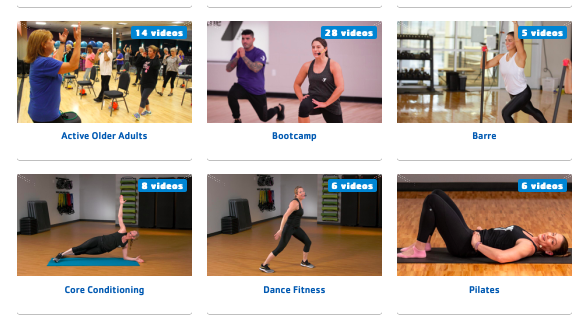 14 videos
28 videos
5 videos
Active Older Adults
Bootcamp
Barre
8 videos
6 videos
6 videos
Core Conditioning
Dance Fitness
Pilates